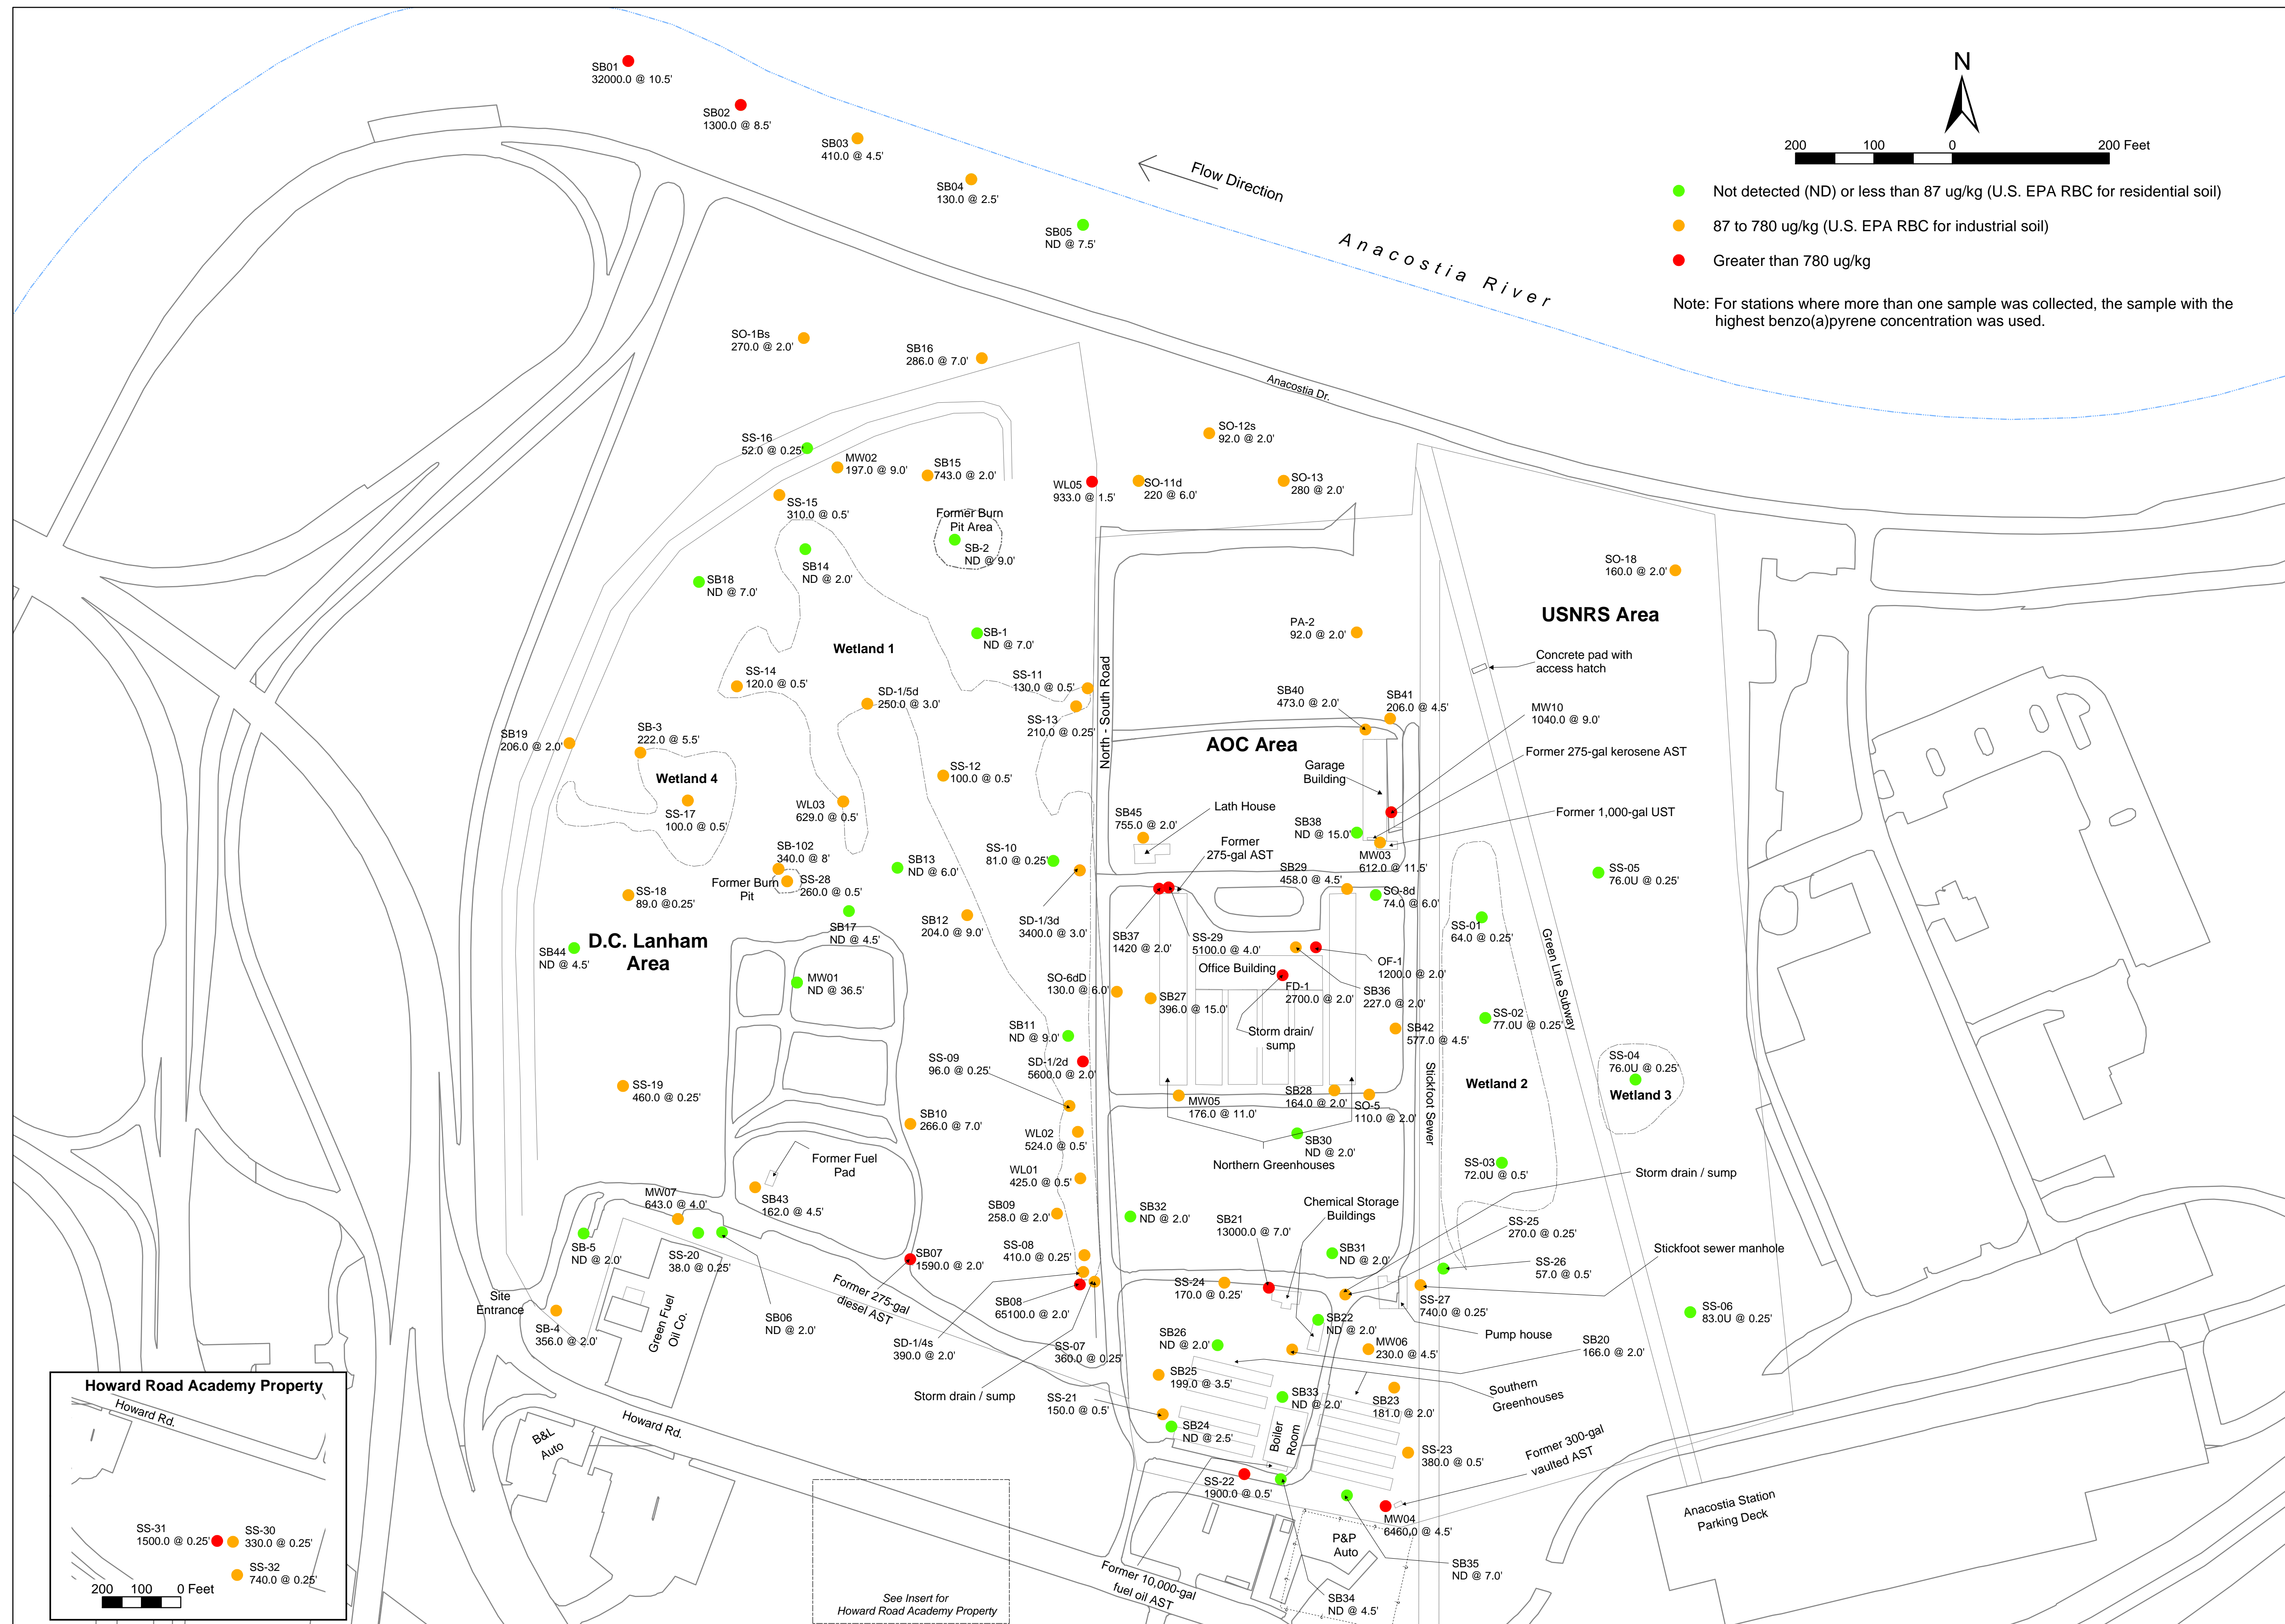 SB01
32000.0 @ 10.5'
SB02
1300.0 @ 8.5'
SB03
410.0 @ 4.5'
SB04
130.0 @ 2.5'
SB05
ND @ 7.5'
Flow Direction
Anacostia River
N
200 100 0 200 Feet
Not detected (ND) or less than 87 ug/kg (U.S. EPA RBC for residential soil)
87 to 780 ug/kg (U.S. EPA RBC for industrial soil)
Greater than 780 ug/kg
Note: For stations where more than one sample was collected, the sample with the
highest benzo(a)pyrene concentration was used.
SO-1Bs
270.0 @ 2.0'
SB16
286.0 @ 7.0'
Anacostia Dr.
SS-16
52.0 @ 0.25'
MW02
197.0 @ 9.0'
SB15
743.0 @ 2.0'
SO-12s
92.0 @ 2.0'
WL05
933.0 @ 1.5'
SO-11d
220 @ 6.0'
SO-13
280 @ 2.0'
SS-15
310.0 @ 0.5'
Former Burn
Pit Area
SB-2
ND @ 9.0'
SB14
ND @ 2.0'
SB18
ND @ 7.0'
SO-18
160.0 @ 2.0'
USNRS Area
PA-2
92.0 @ 2.0'
SB-1
ND @ 7.0'
Wetland 1
Concrete pad with
access hatch
SS-14
120.0 @ 0.5'
SS-11
130.0 @ 0.5'
North - South Road
SD-1/5d
250.0 @ 3.0'
SS-13
210.0 @ 0.25'
SB40
473.0 @ 2.0'
SB41
206.0 @ 4.5'
MW10
1040.0 @ 9.0'
SB19
206.0 @ 2.0'
SB-3
222.0 @ 5.5'
AOC Area
Former 275-gal kerosene AST
Garage
Building
Wetland 4
SS-12
100.0 @ 0.5'
SS-17
100.0 @ 0.5'
WL03
629.0 @ 0.5'
Lath House
SB45
755.0 @ 2.0'
Former 1,000-gal UST
SB38
ND @ 15.0'
Former
275-gal AST
MW03
612.0 @ 11.5'
SB-102
340.0 @ 8'
SS-10
81.0 @ 0.25'
SB13
ND @ 6.0'
SB29
458.0 @ 4.5'
Former Burn
Pit
SS-28
260.0 @ 0.5'
SS-05
76.0U @ 0.25'
SS-18
89.0 @0.25'
SO-8d
74.0 @ 6.0'
SB12
204.0 @ 9.0'
SD-1/3d
3400.0 @ 3.0'
SS-01
64.0 @ 0.25'
SB17
ND @ 4.5'
D.C. Lanham
Area
SB44
ND @ 4.5'
SB37
1420 @ 2.0'
SS-29
5100.0 @ 4.0'
Green Line Subway
Office Building
OF-1
1200.0 @ 2.0'
MW01
ND @ 36.5'
SO-6dD
130.0 @ 6.0'
SB27
396.0 @ 15.0'
FD-1
2700.0 @ 2.0'
SB36
227.0 @ 2.0'
SS-02
77.0U @ 0.25'
SB11
ND @ 9.0'
Storm drain/
sump
SB42
577.0 @ 4.5'
SS-09
96.0 @ 0.25'
SD-1/2d
5600.0 @ 2.0'
SS-04
76.0U @ 0.25'
Wetland 3
Wetland 2
Stickfoot Sewer
SS-19
460.0 @ 0.25'
MW05
176.0 @ 11.0'
SB28
164.0 @ 2.0'
SO-5
110.0 @ 2.0'
SB10
266.0 @ 7.0'
WL02
524.0 @ 0.5'
SB30
ND @ 2.0'
Northern Greenhouses
Former Fuel
Pad
SS-03
72.0U @ 0.5'
Storm drain / sump
WL01
425.0 @ 0.5'
SB43
162.0 @ 4.5'
MW07
643.0 @ 4.0'
Chemical Storage
Buildings
SB09
258.0 @ 2.0'
SB32
ND @ 2.0'
SB21
13000.0 @ 7.0'
SS-25
270.0 @ 0.25'
SB-5
ND @ 2.0'
SS-20
38.0 @ 0.25'
SB07
1590.0 @ 2.0'
SS-08
410.0 @ 0.25'
SB31
ND @ 2.0'
Stickfoot sewer manhole
SS-26
57.0 @ 0.5'
Site
Entrance
Green Fuel
Oil Co.
Former 275-gal
diesel AST
SB08
65100.0 @ 2.0'
SS-24
170.0 @ 0.25'
SS-27
740.0 @ 0.25'
SS-06
83.0U @ 0.25'
SB06
ND @ 2.0'
SB-4
356.0 @ 2.0'
SB22
ND @ 2.0'
Pump house
SD-1/4s
390.0 @ 2.0'
SS-07
360.0 @ 0.25'
SB26
ND @ 2.0'
MW06
230.0 @ 4.5'
SB20
166.0 @ 2.0'
SB25
199.0 @ 3.5'
Southern
Greenhouses
Storm drain / sump
SS-21
150.0 @ 0.5'
SB33
ND @ 2.0'
SB23
181.0 @ 2.0'
Howard Rd.
B&L
Auto
SB24
ND @ 2.5'
Boiler
Room
SS-23
380.0 @ 0.5'
Former 300-gal
vaulted AST
SS-22
1900.0 @ 0.5'
MW04
6460.0 @ 4.5'
Anacostia Station
Parking Deck
P&P
Auto
SB35
ND @ 7.0'
Former 10,000-gal
fuel oil AST
SB34
ND @ 4.5'
See Insert for
Howard Road Academy Property
Howard Road Academy Property
Howard Rd.
SS-31
1500.0 @ 0.25'
SS-30
330.0 @ 0.25'
SS-32
740.0 @ 0.25'
200 100 0 Feet